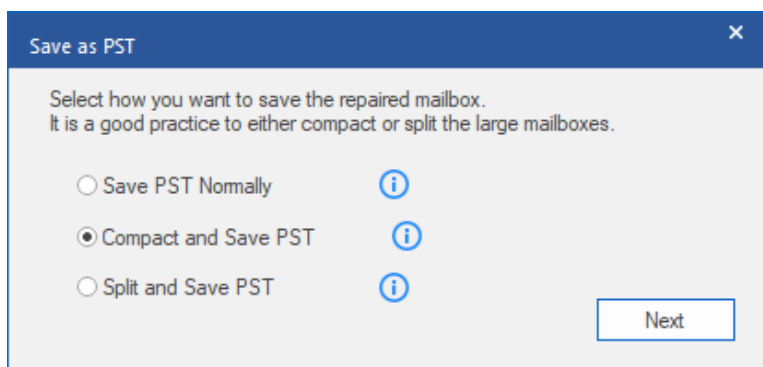 Save as PST
Select how you want to save the repaired mailbox.
It is a good practice to either compact or split the large mailboxes.
Save PST Normally
Compact and Save PST
Split and Save PST
Next